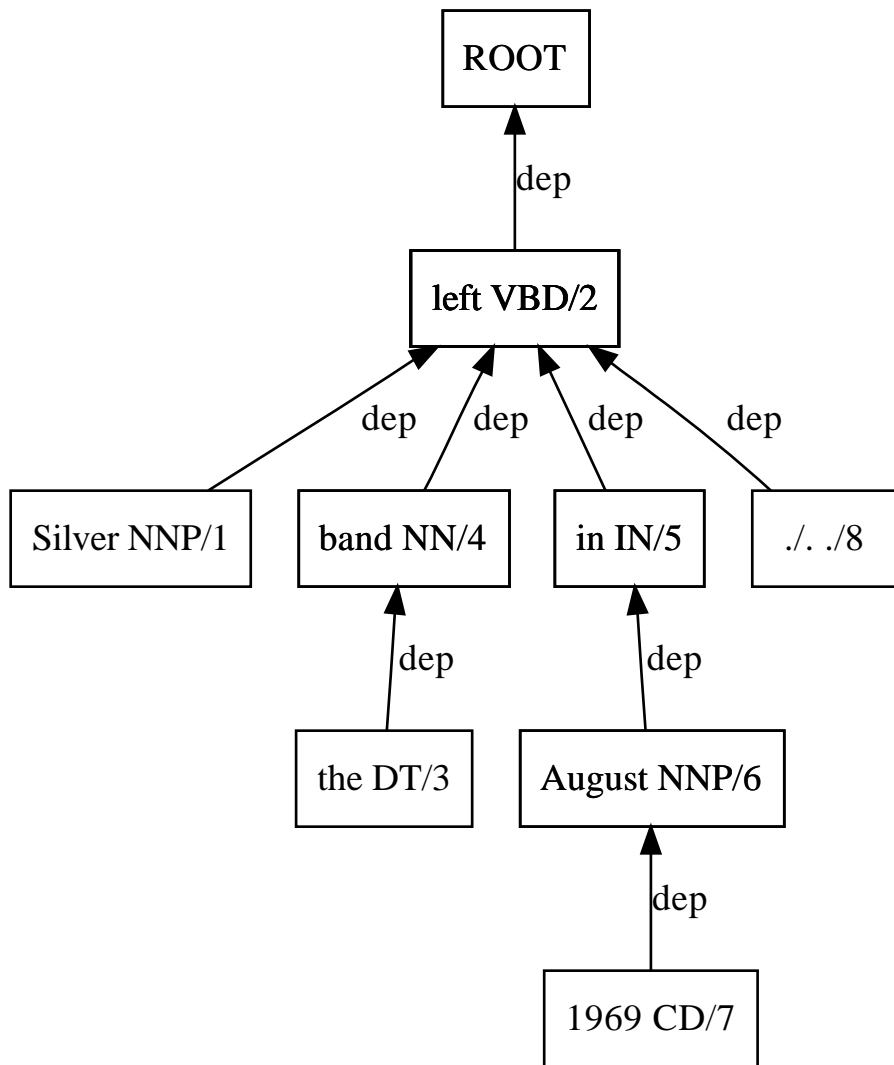 ROOT
dep
left VBD/2
dep dep dep dep
Silver NNP/1 band NN/4 in IN/5 ./. ./8
dep dep
the DT/3 August NNP/6
dep
1969 CD/7